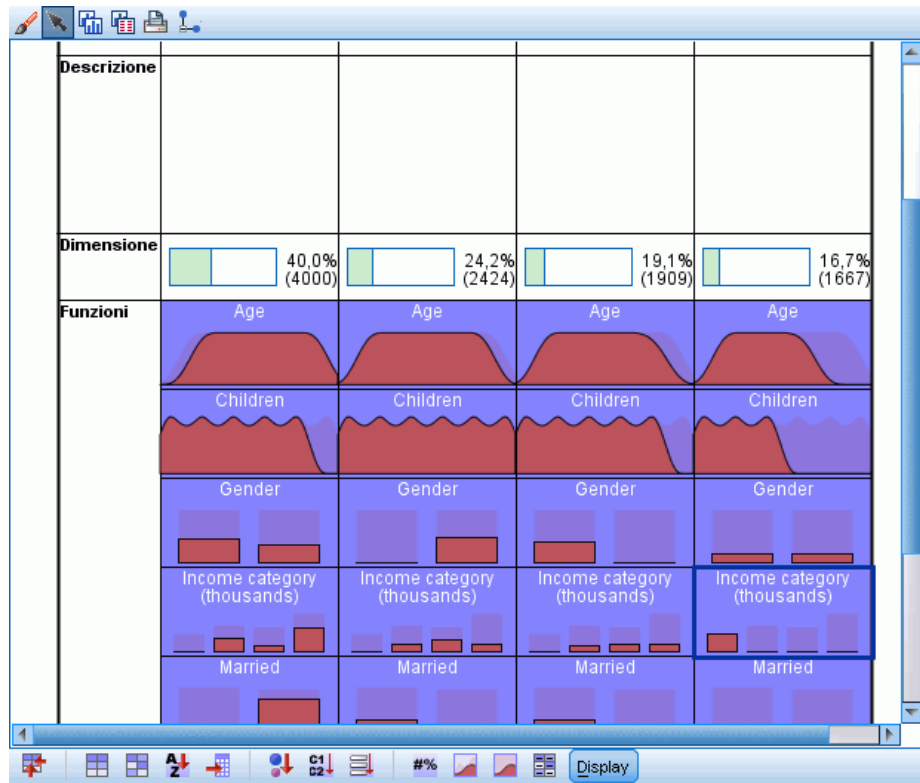 Descrizione
Dimensione
40,0%
(4000)
24,2%
(2424)
19,1%
(1909)
16,7%
(1667)
Funzioni
Age
Age
Age
Age
Children
Children
Children
Children
Gender
Gender
Gender
Gender
Income category
(thousands)
Income category
(thousands)
Income category
(thousands)
Income category
(thousands)
Married
Married
Married
Married
A
Z
C1
C2
#%
Display